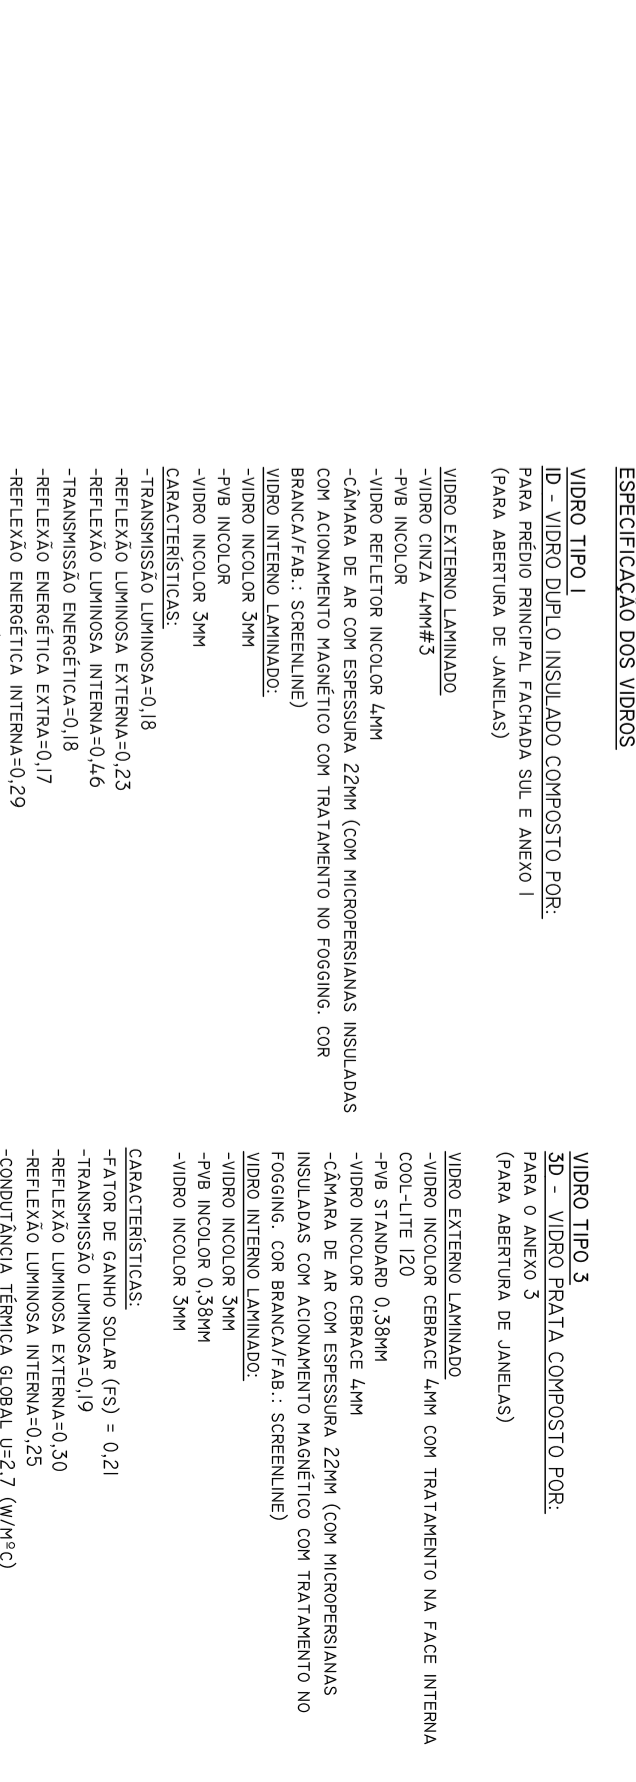 ESPECIFICAÇÃO DOS VIDROS
VIDRO TIPO 1
1D - VIDRO DUPLO INSULADO COMPOSTO POR:
PARA PRÉDIO PRINCIPAL FACHADA SUL E ANEXO 1
(PARA ABERTURA DE JANELAS)
VIDRO EXTERNO LAMINADO
-VIDRO CINZA 4MM#3
-PVB INCOLOR
-VIDRO REFLETOR INCOLOR 4MM
-CÂMARA DE AR COM ESPESSURA 22MM (COM MICROPERSIANAS INSULADAS
COM ACIONAMENTO MAGNÉTICO COM TRATAMENTO NO FOGGING. COR
BRANCA/FAB.: SCREENLINE)
VIDRO INTERNO LAMINADO:
-VIDRO INCOLOR 3MM
-PVB INCOLOR
-VIDRO INCOLOR 3MM
CARACTERÍSTICAS:
-TRANSMISSÃO LUMINOSA=0,18
-REFLEXÃO LUMINOSA EXTERNA=0,23
-REFLEXÃO LUMINOSA INTERNA=0,46
-TRANSMISSÃO ENERGÉTICA=0,18
-REFLEXÃO ENERGÉTICA EXTRA=0,17
-REFLEXÃO ENERGÉTICA INTERNA=0,29
VIDRO TIPO 3
3D - VIDRO PRATA COMPOSTO POR:
PARA O ANEXO 3
(PARA ABERTURA DE JANELAS)
VIDRO EXTERNO LAMINADO
-VIDRO INCOLOR CEBRACE 4MM COM TRATAMENTO NA FACE INTERNA
COOL-LITE 120
-PVB STANDARD 0,38MM
-VIDRO INCOLOR CEBRACE 4MM
-CÂMARA DE AR COM ESPESSURA 22MM (COM MICROPERSIANAS
INSULADAS COM ACIONAMENTO MAGNÉTICO COM TRATAMENTO NO
FOGGING. COR BRANCA/FAB.: SCREENLINE)
VIDRO INTERNO LAMINADO:
-VIDRO INCOLOR 3MM
-PVB INCOLOR 0,38MM
-VIDRO INCOLOR 3MM
CARACTERÍSTICAS:
-FATOR DE GANHO SOLAR (FS) = 0,21
-TRANSMISSÃO LUMINOSA=0,19
-REFLEXÃO LUMINOSA EXTERNA=0,30
-REFLEXÃO LUMINOSA INTERNA=0,25
-CONDUTÂNCIA TÉRMICA GLOBAL U=2,7 (W/MºC)